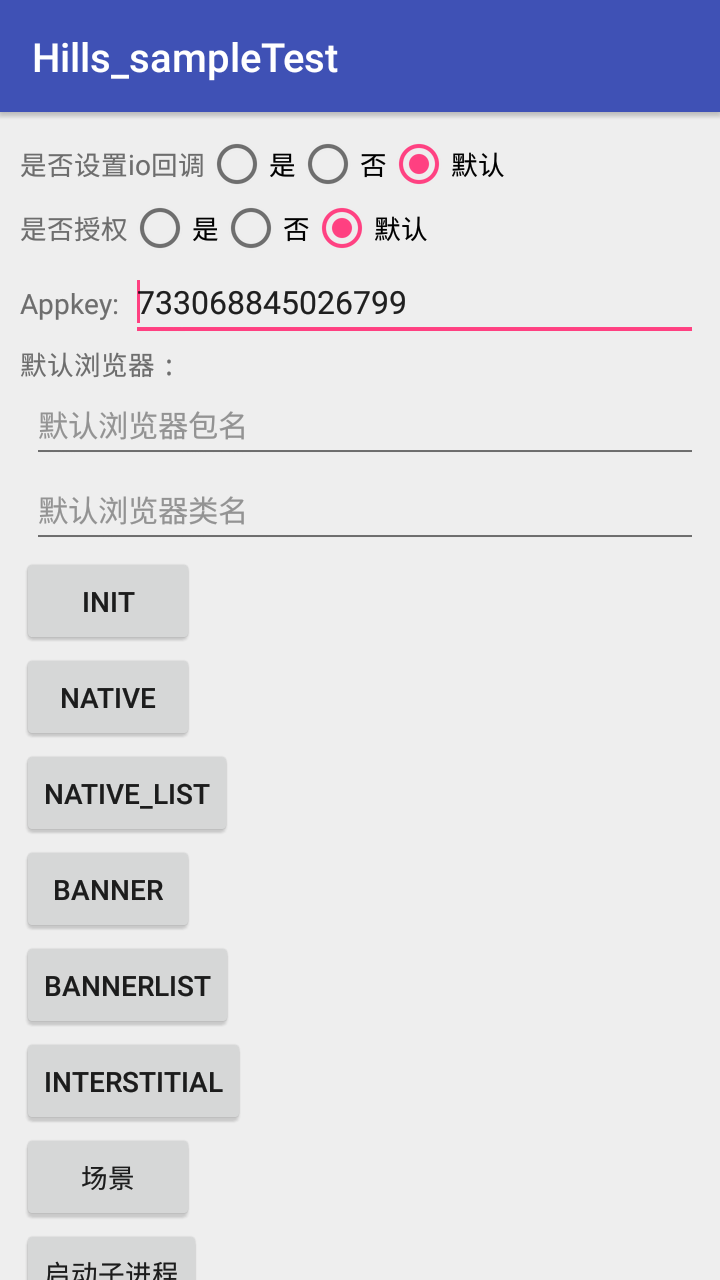 Hills_sampleTest
是否设置io回调 是 否 默认
是否授权 是 否 默认
Appkey: 733068845026799
默认浏览器：
默认浏览器包名
默认浏览器类名
INIT
NATIVE
NATIVE_LIST
BANNER
BANNERLIST
INTERSTITIAL
场景
启动子进程